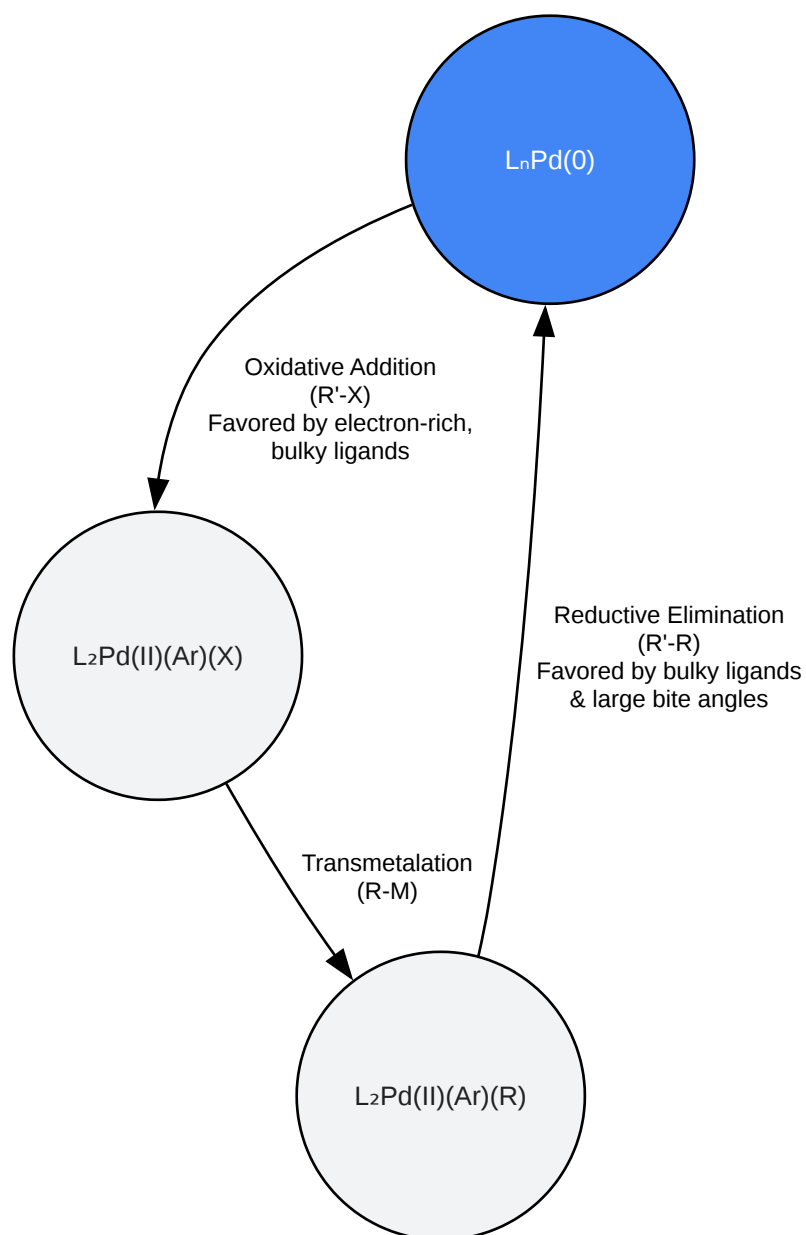 LₙPd(0)
Oxidative Addition
(R'-X)
Favored by electron-rich,
bulky ligands
L₂Pd(II)(Ar)(X)
Reductive Elimination
(R'-R)
Favored by bulky ligands
& large bite angles
Transmetalation
(R-M)
L₂Pd(II)(Ar)(R)